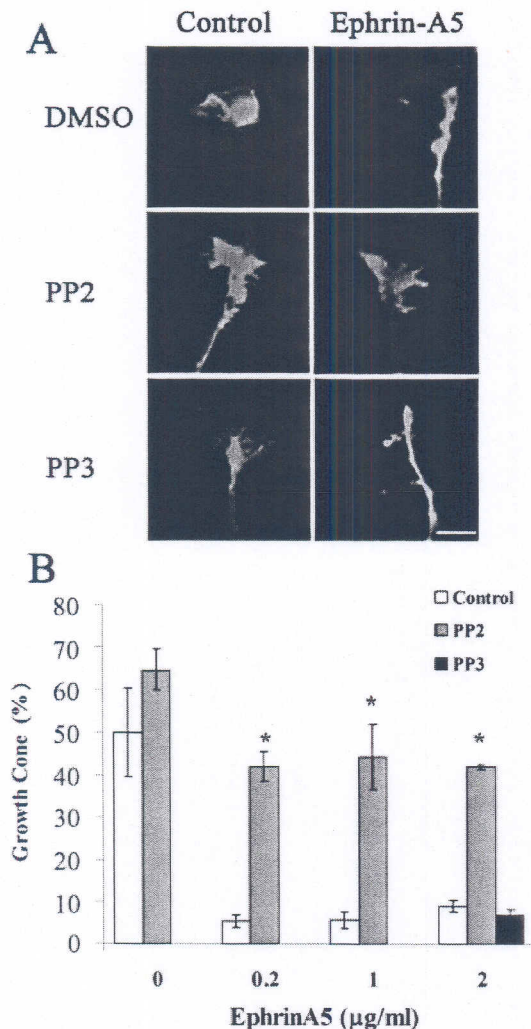 A
Control Ephrin-A5
DMSO
PP2
PP3
B
80
70
60
50
40
30
20
10
0
Growth Cone (%)
Control
PP2
PP3
*
*
*
0 0.2 1 2
EphrinA5 (µg/ml)